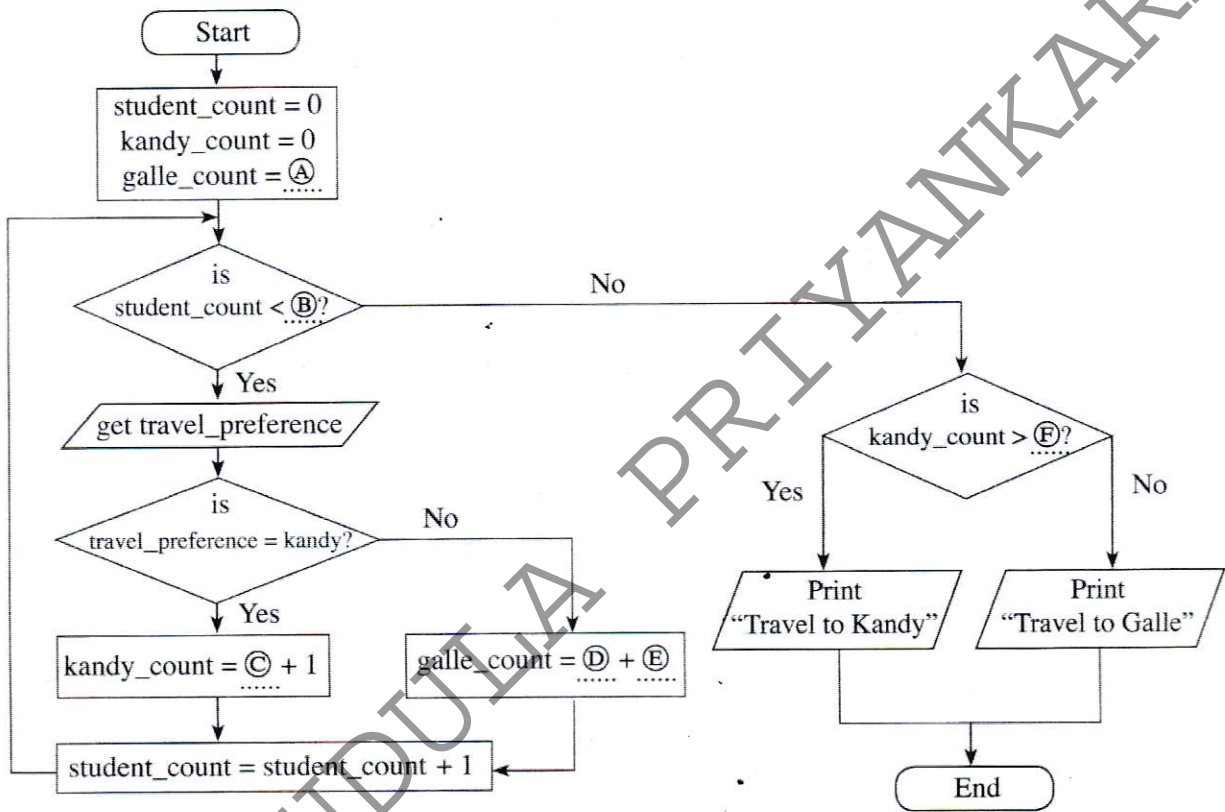 Start
student_count = 0
kandy_count = 0
galle_count = Ⓐ
is
student_count < Ⓑ?
No
Yes
get travel_preference
is
travel_preference = kandy?
No
Yes
kandy_count = Ⓒ + 1
galle_count = Ⓓ + Ⓔ
student_count = student_count + 1
is
kandy_count > Ⓕ?
Yes
No
Print
“Travel to Kandy”
Print
“Travel to Galle”
End